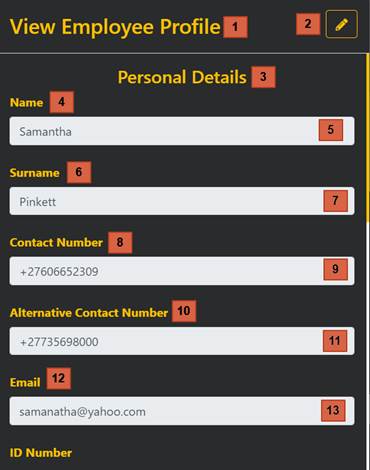 View Employee Profile 1 2
Personal Details 3
Name 4
Samantha 5
Surname 6
Pinkett 7
Contact Number 8
+27606652309 9
Alternative Contact Number 10
+27735698000 11
Email 12
samanatha@yahoo.com 13
ID Number